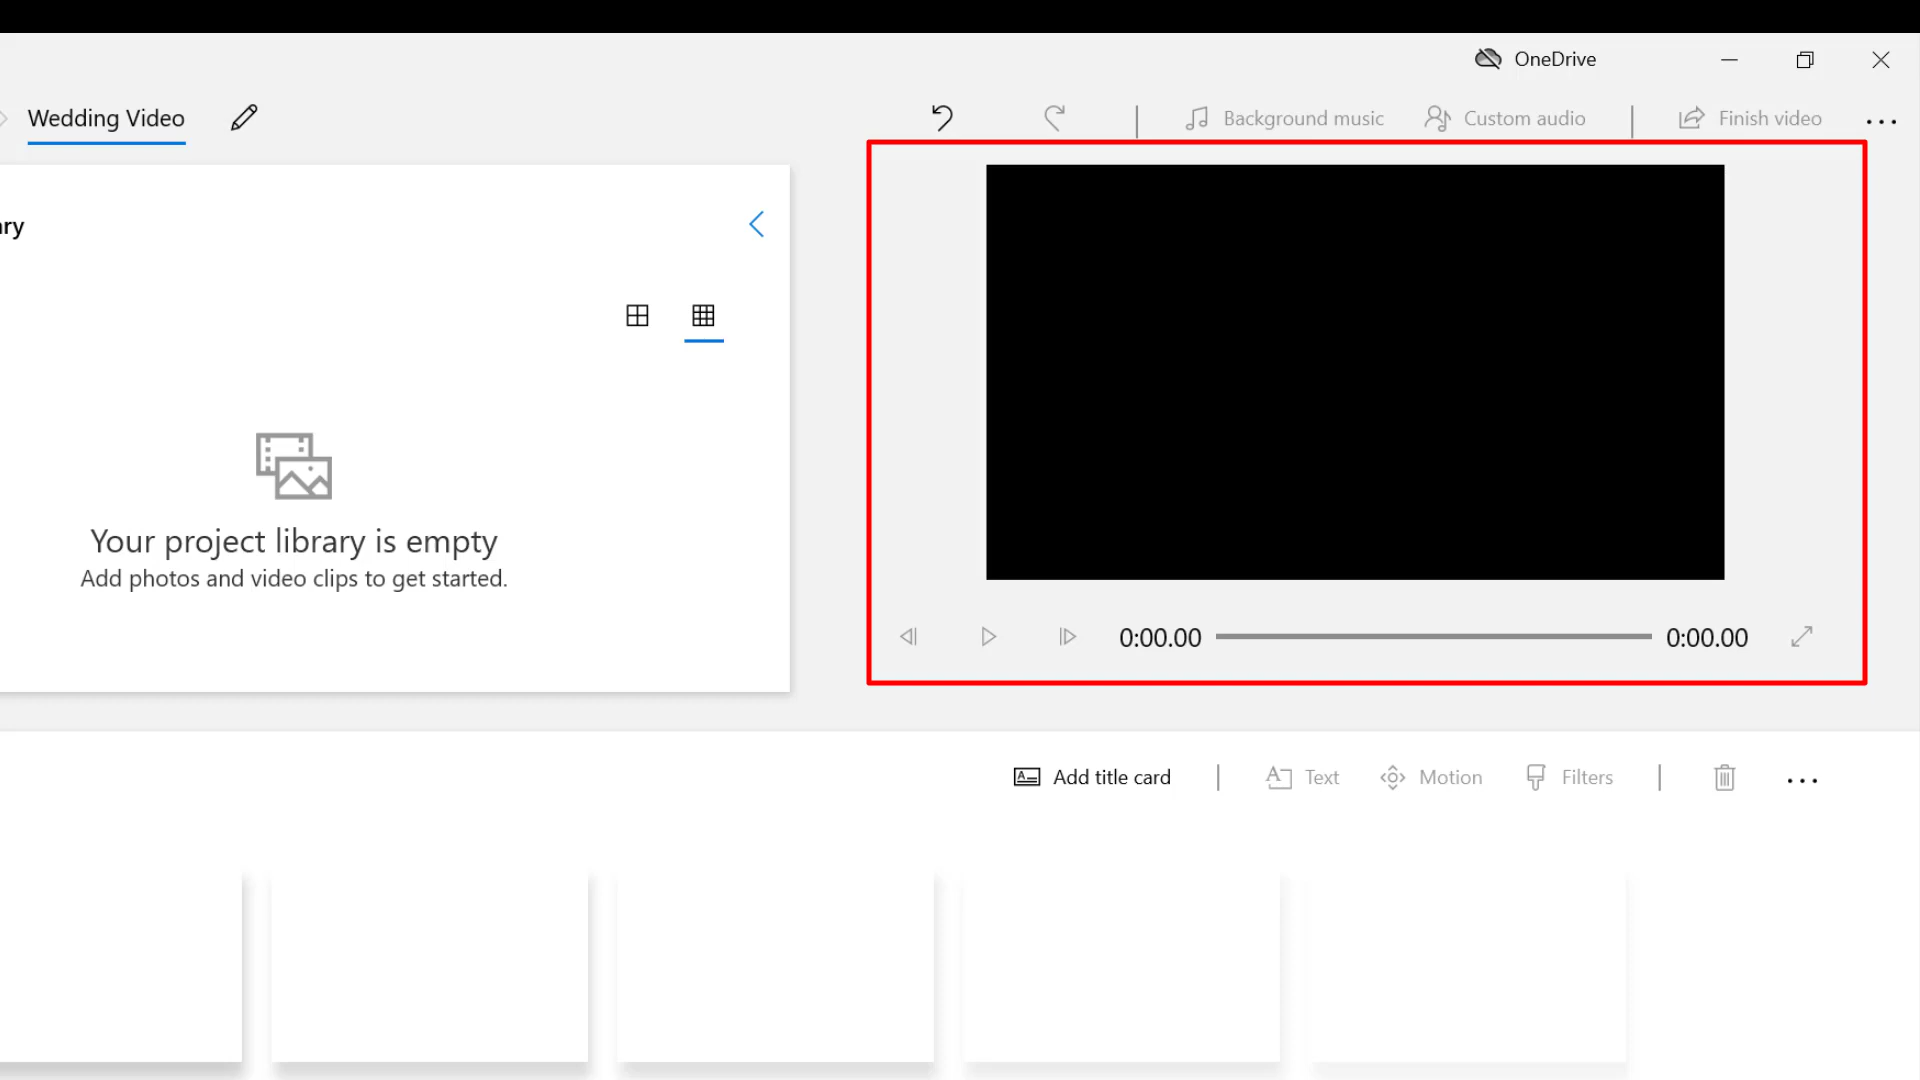 OneDrive
Wedding Video
Background music
Custom audio
Finish video
ry
Your project library is empty
Add photos and video clips to get started.
0:00.00
0:00.00
Add title card
Text
Motion
Filters